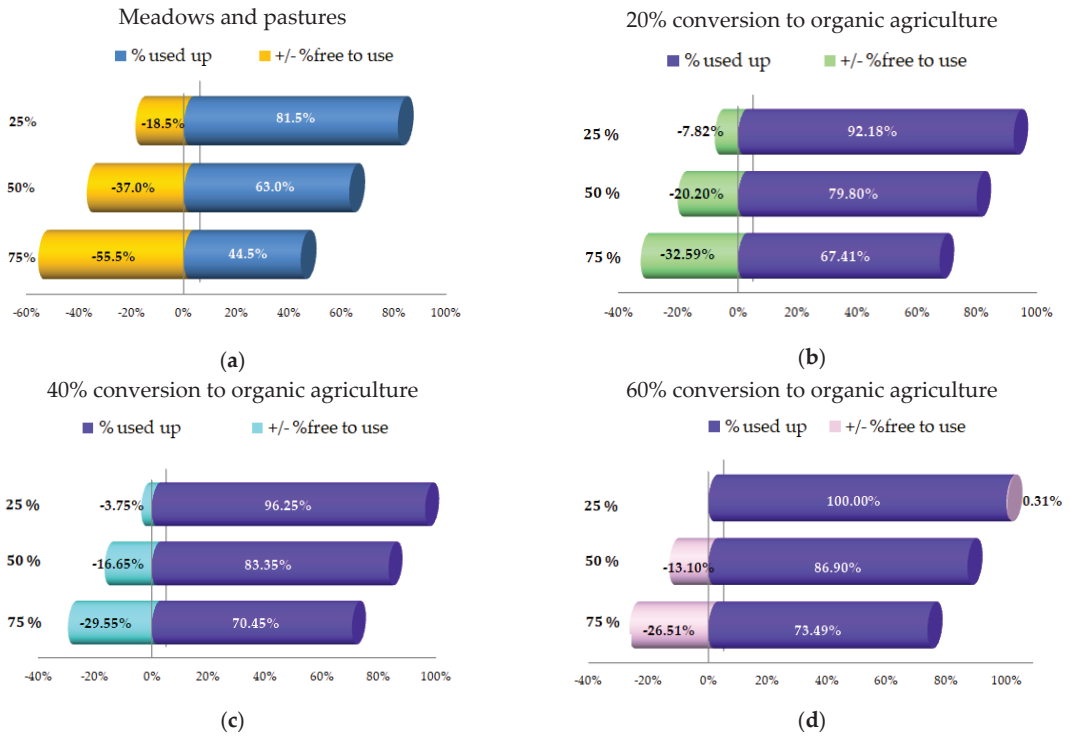 Meadows and pastures
% used up +/- %free to use
25% -18.5% 81.5%
50% -37.0% 63.0%
75% -55.5% 44.5%
-60% -40% -20% 0% 20% 40% 60% 80% 100%
(a)
20% conversion to organic agriculture
% used up +/- %free to use
25 % -7.82% 92.18%
50 % -20.20% 79.80%
75 % -32.59% 67.41%
-40% -20% 0% 20% 40% 60% 80% 100%
(b)
40% conversion to organic agriculture
% used up +/- %free to use
25 % -3.75% 96.25%
50 % -16.65% 83.35%
75 % -29.55% 70.45%
-40% -20% 0% 20% 40% 60% 80% 100%
(c)
60% conversion to organic agriculture
% used up +/- %free to use
25 % 100.00% 0.31%
50 % -13.10% 86.90%
75 % -26.51% 73.49%
-40% -20% 0% 20% 40% 60% 80% 100%
(d)